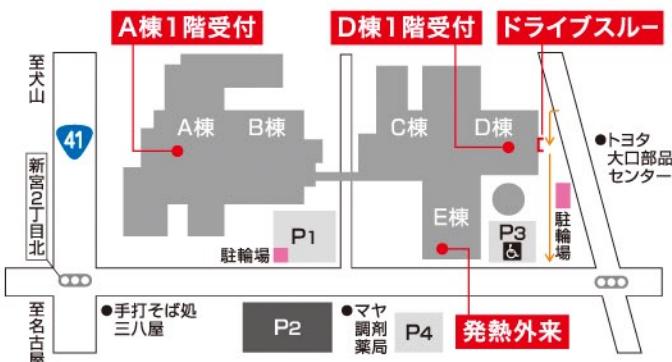 A棟1階受付
D棟1階受付
ドライブスルー
至犬山
41
新宮2丁目北
至名古屋
A棟
B棟
C棟
D棟
E棟
●トヨタ
大口部品
センター
駐輪場
P1
駐輪場
P3
●手打そば処
三八屋
P2
●マヤ
調剤
薬局
P4
発熱外来